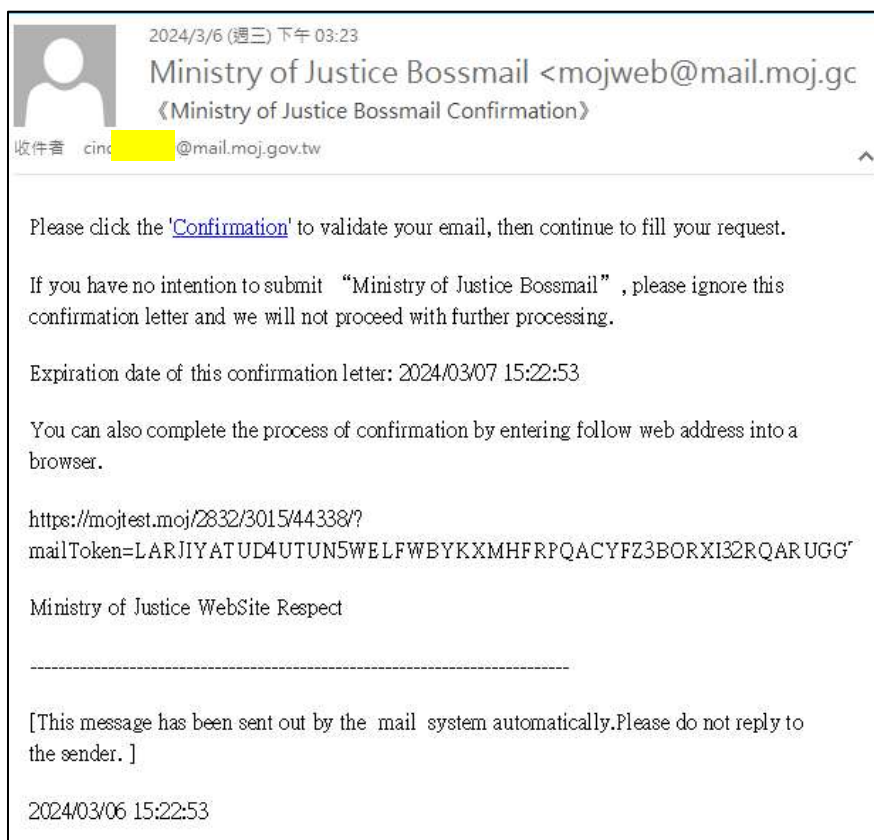 2024/3/6 (週三) 下午 03:23
Ministry of Justice Bossmail <mojweb@mail.moj.gc
《Ministry of Justice Bossmail Confirmation》
收件者 cinc @mail.moj.gov.tw
Please click the 'Confirmation' to validate your email, then continue to fill your request.
If you have no intention to submit “Ministry of Justice Bossmail”, please ignore this
confirmation letter and we will not proceed with further processing.
Expiration date of this confirmation letter: 2024/03/07 15:22:53
You can also complete the process of confirmation by entering follow web address into a
browser.
https://mojtest.moj/2832/3015/44338/?
mailToken=LARJIYATUD4UTUN5WELFWBYKXMHFRPQACYFZ3BORXI32RQARUGG
Ministry of Justice WebSite Respect
---------------------------------------------------------------------------
[This message has been sent out by the mail system automatically.Please do not reply to
the sender. ]
2024/03/06 15:22:53